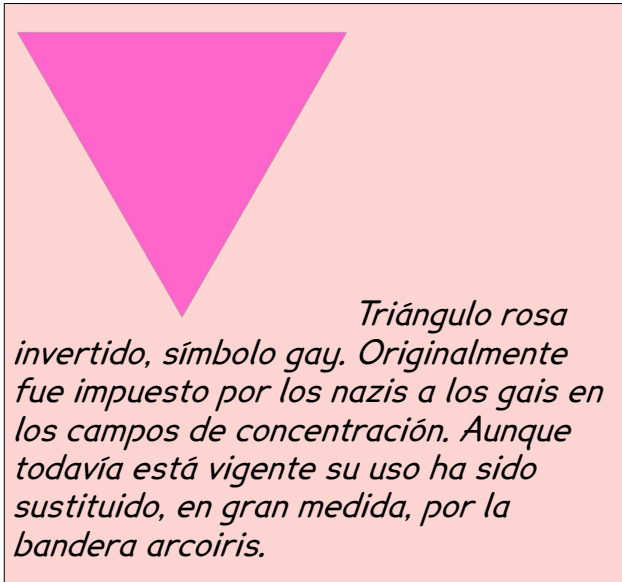 Triángulo rosa
invertido, símbolo gay. Originalmente
fue impuesto por los nazis a los gais en
los campos de concentración. Aunque
todavía está vigente su uso ha sido
sustituido, en gran medida, por la
bandera arcoiris.